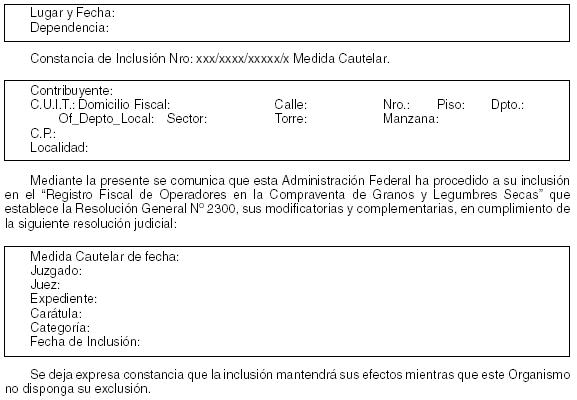 Lugar y Fecha:
Dependencia:
Constancia de Inclusión Nro: xxx/xxxx/xxxxx/x Medida Cautelar.
Contribuyente:
C.U.I.T.: Domicilio Fiscal: Calle: Nro.: Piso: Dpto.:
Of_Depto_Local: Sector: Torre: Manzana:
C.P.:
Localidad:
Mediante la presente se comunica que esta Administración Federal ha procedido a su inclusión
en el “Registro Fiscal de Operadores en la Compraventa de Granos y Legumbres Secas” que
establece la Resolución General Nº 2300, sus modificatorias y complementarias, en cumplimiento de
la siguiente resolución judicial:
Medida Cautelar de fecha:
Juzgado:
Juez:
Expediente:
Carátula:
Categoría:
Fecha de Inclusión:
Se deja expresa constancia que la inclusión mantendrá sus efectos mientras que este Organismo
no disponga su exclusión.